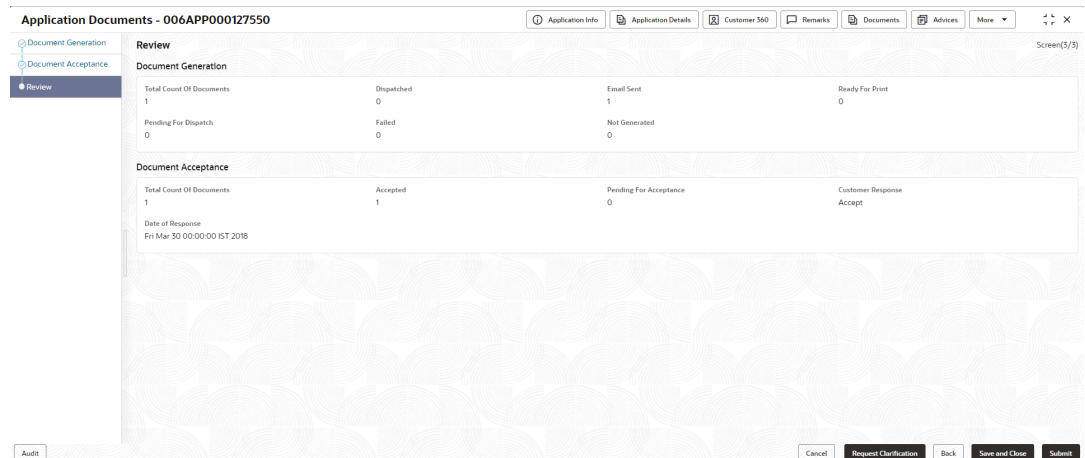 Application Documents - 006APP000127550
Application Info
Application Details
Customer 360
Remarks
Documents
Advices
More
Document Generation
Document Acceptance
Review
Review
Screen(3/3)
Document Generation
Total Count Of Documents Dispatched Email Sent Ready For Print
1 0 1 0
Pending For Dispatch Failed Not Generated
0 0 0
Document Acceptance
Total Count Of Documents Accepted Pending For Acceptance Customer Response
1 1 0 Accept
Date of Response
Fri Mar 30 00:00:00 IST 2018
Audit
Cancel
Request Clarification
Back
Save and Close
Submit